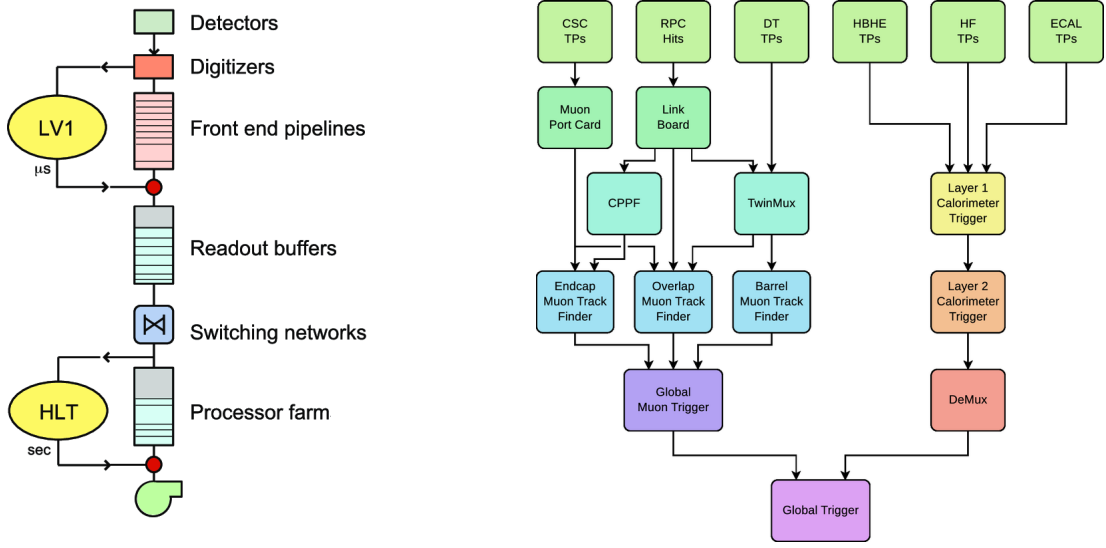 Detectors
Digitizers
LV1
Front end pipelines
μs
Readout buffers
Switching networks
HLT
Processor farm
sec
CSC
TPs
RPC
Hits
DT
TPs
HBHE
TPs
HF
TPs
ECAL
TPs
Muon
Port Card
Link
Board
CPPF
TwinMux
Layer 1
Calorimeter
Trigger
Endcap
Muon Track
Finder
Overlap
Muon Track
Finder
Barrel
Muon Track
Finder
Layer 2
Calorimeter
Trigger
Global
Muon Trigger
DeMux
Global Trigger